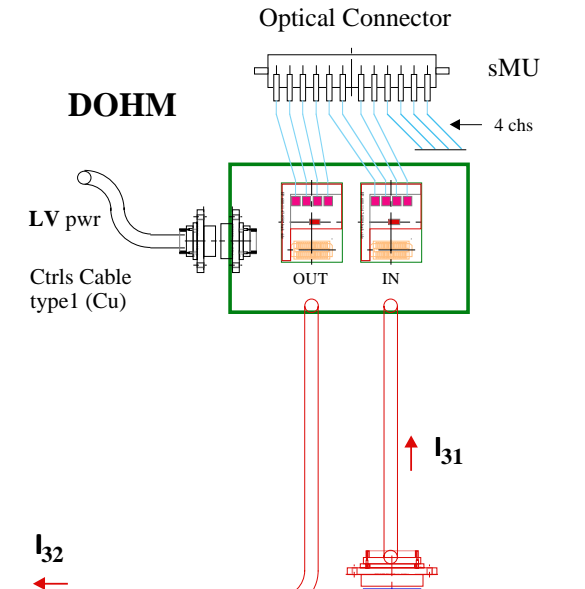 Optical Connector
sMU
DOHM
4 chs
LV pwr
Ctrls Cable
type1 (Cu)
OUT
IN
I31
I32